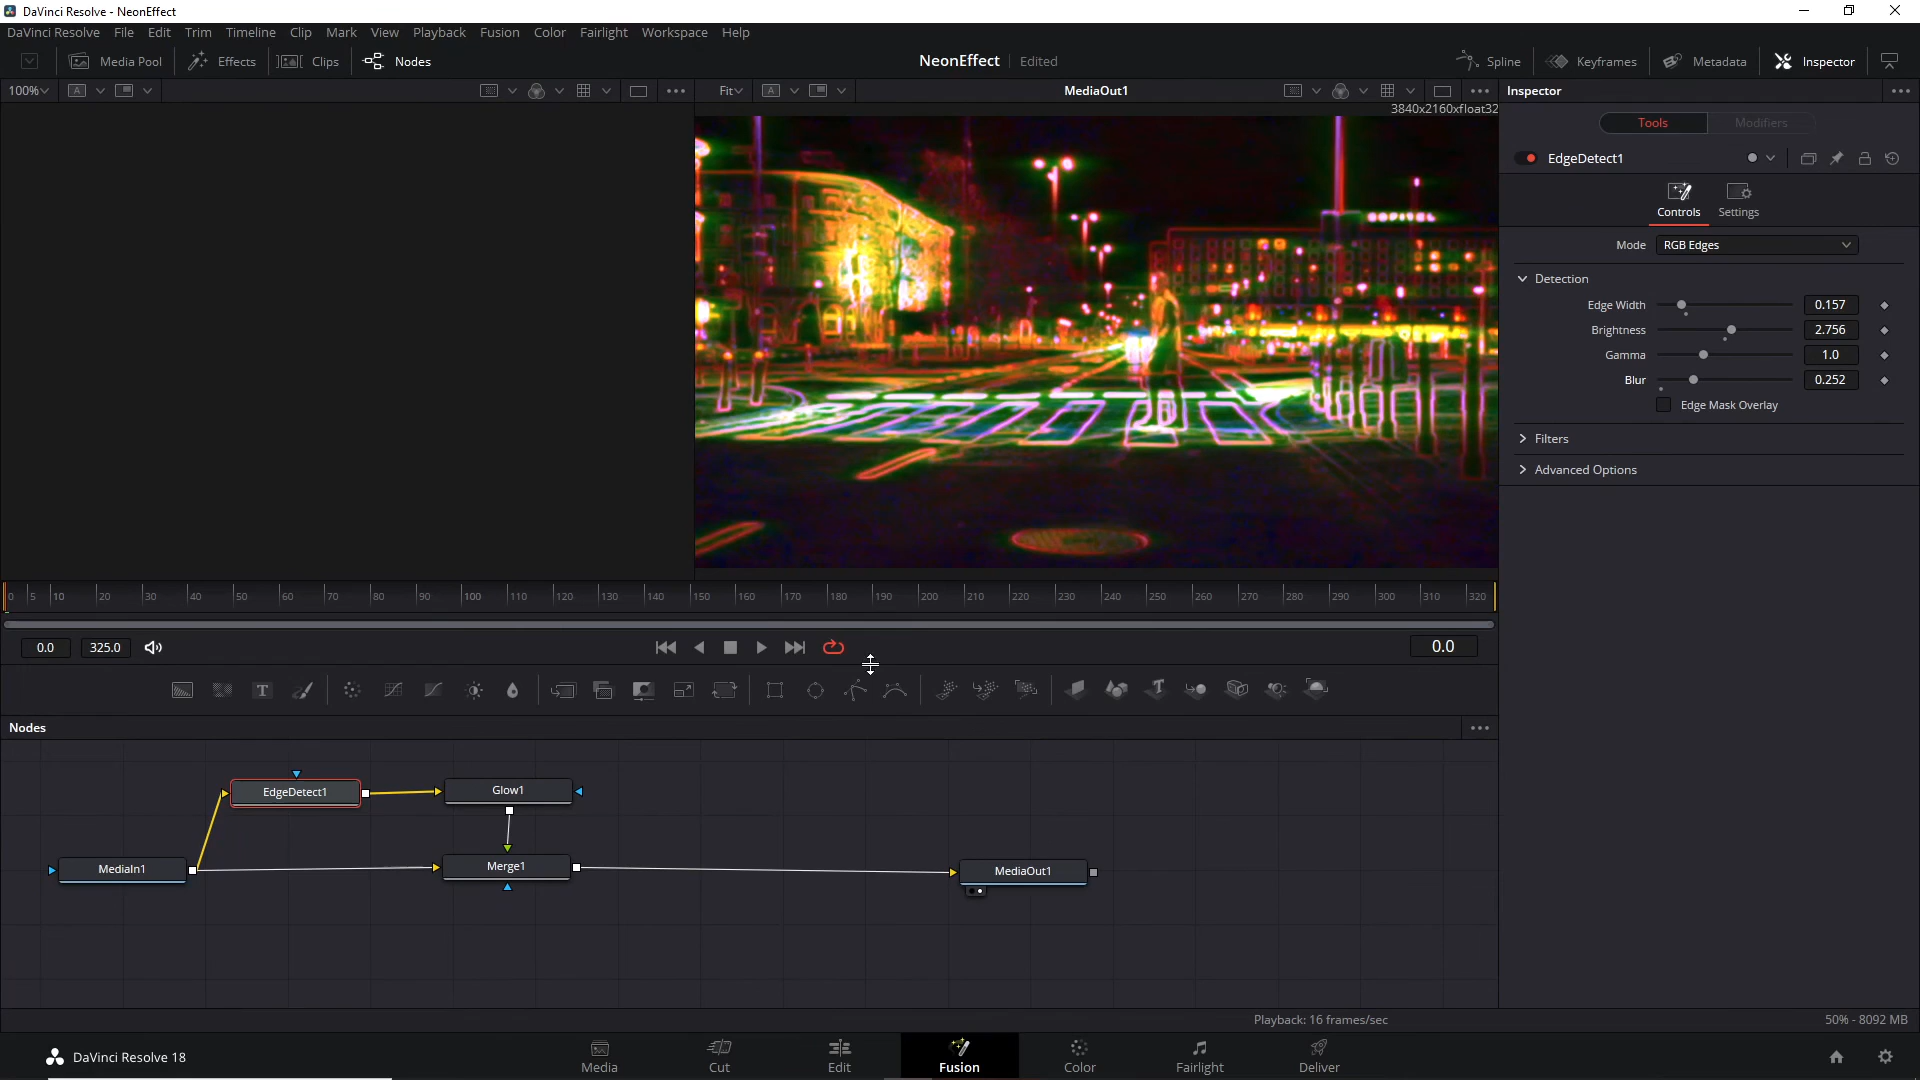 DaVinci Resolve - NeonEffect
DaVinci Resolve File Edit Trim Timeline Clip Mark View Playback Fusion Color Fairlight Workspace Help
Media Pool Effects Clips Nodes NeonEffect Edited Spline Keyframes Metadata Inspector
100% A Fit A MediaOut1 Inspector
3840x2160xfloat32
Tools Modifiers
EdgeDetect1
Controls Settings
Mode RGB Edges
Detection
Edge Width 0.157
Brightness 2.756
Gamma 1.0
Blur 0.252
Edge Mask Overlay
Filters
Advanced Options
0 5 10 20 30 40 50 60 70 80 90 100 110 120 130 140 150 160 170 180 190 200 210 220 230 240 250 260 270 280 290 300 310 320
0.0 325.0 0.0
T T
Nodes
EdgeDetect1 Glow1
MediaIn1 Merge1 MediaOut1
Playback: 16 frames/sec 50% - 8092 MB
DaVinci Resolve 18 Media Cut Edit Fusion Color Fairlight Deliver